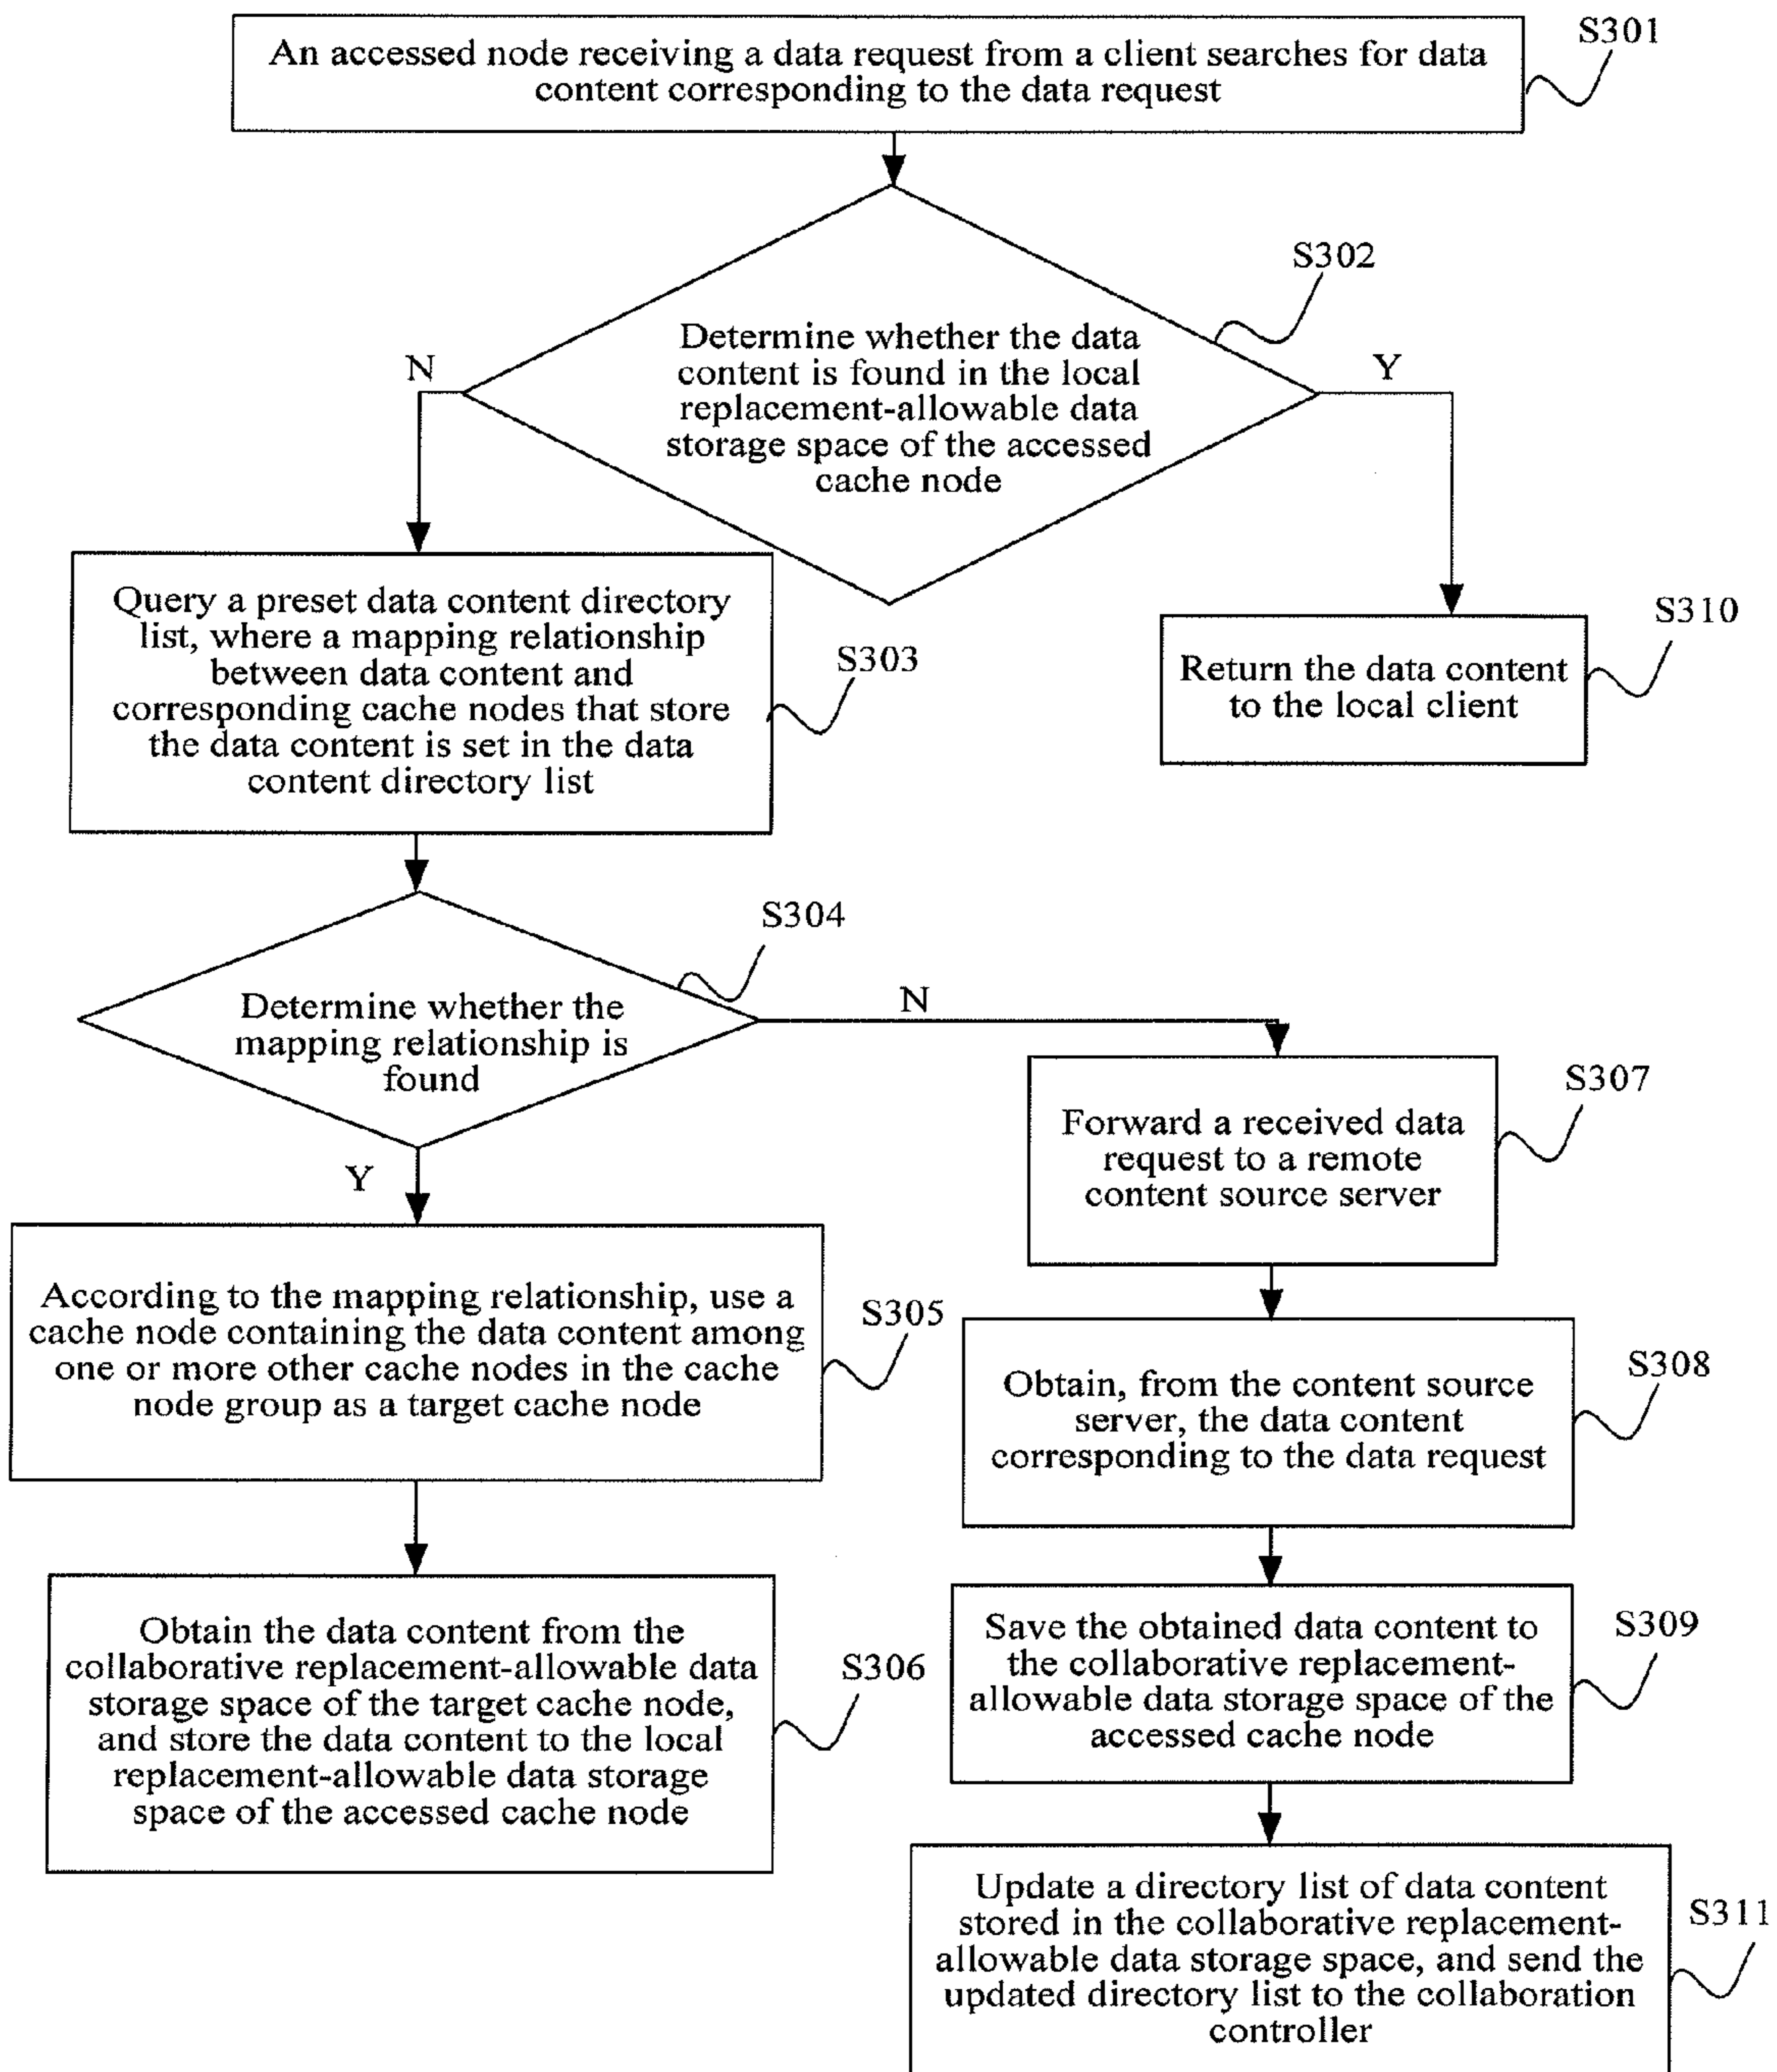 S301
An accessed node receiving a data request from a client searches for data
content corresponding to the data request
S302
Determine whether the data
content is found in the local
replacement-allowable data
storage space of the accessed
cache node
N
Y
Query a preset data content directory
list, where a mapping relationship
between data content and
corresponding cache nodes that store
the data content is set in the data
content directory list
S303
S310
Return the data content
to the local client
S304
Determine whether the
mapping relationship is
found
N
Y
S307
Forward a received data
request to a remote
content source server
According to the mapping relationship, use a
cache node containing the data content among
one or more other cache nodes in the cache
node group as a target cache node
S305
S308
Obtain, from the content source
server, the data content
corresponding to the data request
Obtain the data content from the
collaborative replacement-allowable data
storage space of the target cache node,
and store the data content to the local
replacement-allowable data storage
space of the accessed cache node
S306
Save the obtained data content to
the collaborative replacement-
allowable data storage space of the
accessed cache node
S309
Update a directory list of data content
stored in the collaborative replacement-
allowable data storage space, and send the
updated directory list to the collaboration
controller
S311